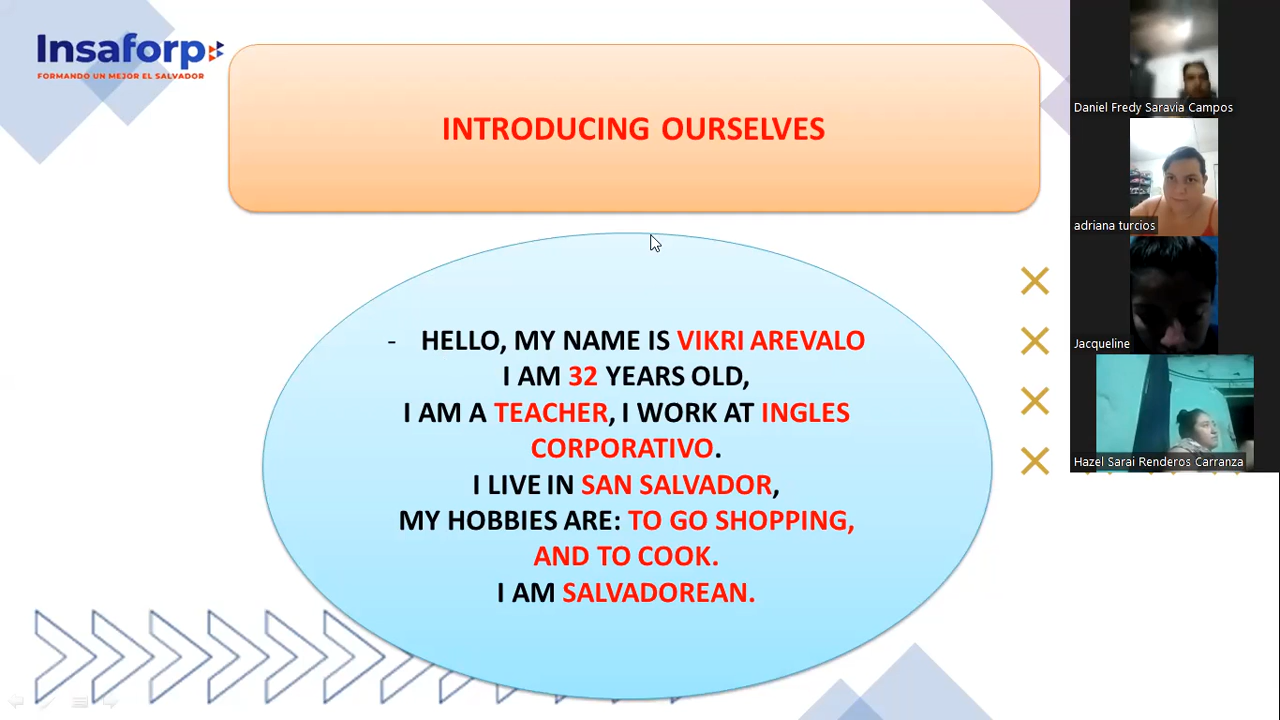 Insaforp
FORMANDO UN MEJOR EL SALVADOR
INTRODUCING OURSELVES
- HELLO, MY NAME IS VIKRI AREVALO
I AM 32 YEARS OLD,
I AM A TEACHER, I WORK AT INGLES
CORPORATIVO.
I LIVE IN SAN SALVADOR,
MY HOBBIES ARE: TO GO SHOPPING,
AND TO COOK.
I AM SALVADOREAN.
Daniel Fredy Saravia Campos
adriana turcios
Jacqueline
Hazel Sarai Renderos Carranza